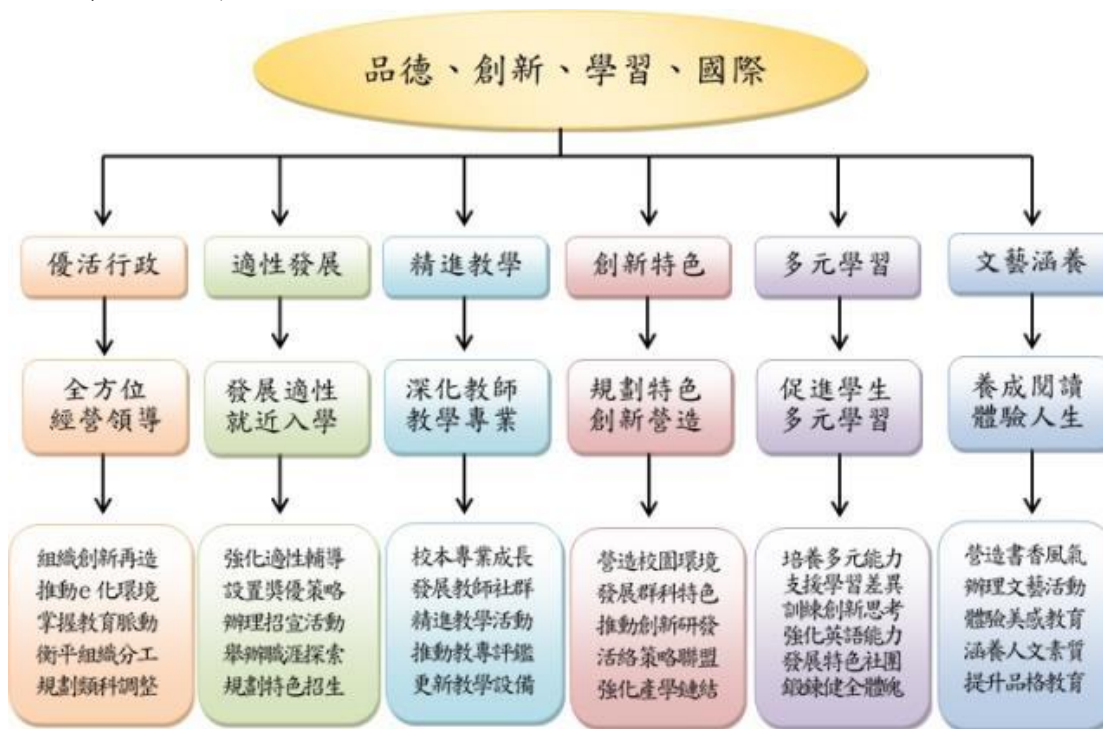 品德、創新、學習、國際
優活行政
適性發展
精進教學
創新特色
多元學習
文藝涵養
全方位
經營領導
發展適性
就近入學
深化教師
教學專業
規劃特色
創新營造
促進學生
多元學習
養成閱讀
體驗人生
組織創新再造
推動e化環境
掌握教育脈動
衡平組織分工
規劃類科調整
強化適性輔導
設置獎優策略
辦理招宣活動
舉辦職涯探索
規劃特色招生
校本專業成長
發展教師社群
精進教學活動
推動教專評鑑
更新教學設備
營造校園環境
發展群科特色
推動創新研發
活絡策略聯盟
強化產學鏈結
培養多元能力
支援學習差異
訓練創新思考
強化英語能力
發展特色社團
鍛鍊健全體魄
營造書香風氣
辦理文藝活動
體驗美感教育
涵養人文素質
提升品格教育